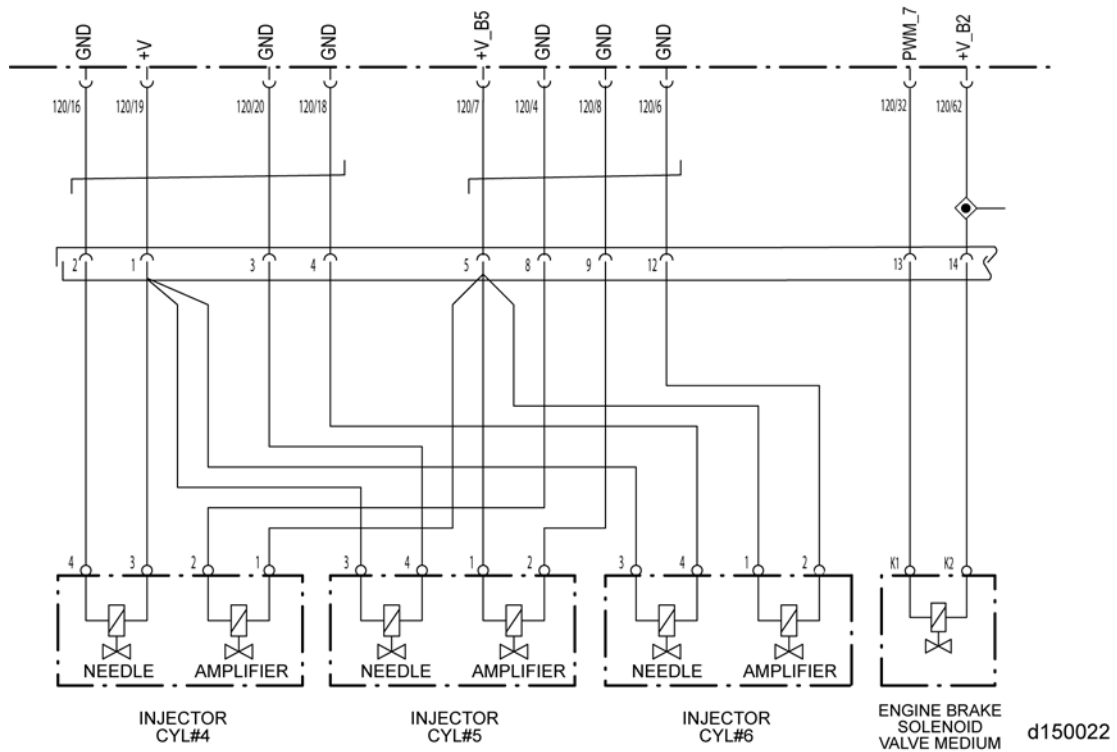 GND +V GND GND +V_B5 GND GND GND PWM_7 +V_B2
120/16 120/19 120/20 120/18 120/7 120/4 120/8 120/6 120/32 120/62
2 1 3 4 5 8 9 12 13 14
4 3 2 1 3 4 1 2 3 4 1 2 K1 K2
NEEDLE AMPLIFIER NEEDLE AMPLIFIER NEEDLE AMPLIFIER
INJECTOR
CYL#4
INJECTOR
CYL#5
INJECTOR
CYL#6
ENGINE BRAKE
SOLENOID
VALVE MEDIUM
d150022